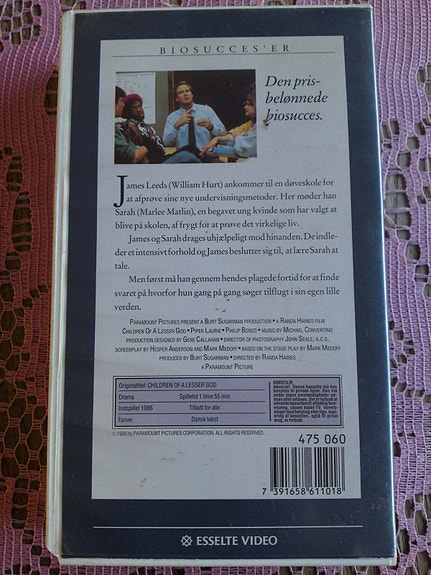 BIOSUCCES'ER
Den pris-
belønnede
biosucces.
James Leeds (William Hurt) ankommer til en døveskole for
at afprøve sine nye undervisningsmetoder. Her møder han
Sarah (Marlee Matlin), en begavet ung kvinde som har valgt at
blive på skolen, af frygt for at prøve det virkelige liv.
James og Sarah drages uhjælpeligt mod hinanden. De indle-
der et intensivt forhold og James beslutter sig til, at lære Sarah at
tale.
Men først må han gennem hendes plagede fortid for at finde
svaret på hvorfor hun gang på gang søger tilflugt i sin egen lille
verden.
PARAMOUNT PICTURES PRESENT A BURT SUGARMAN PRODUCTION • A RANDA HAINES FILM
CHILDREN OF A LESSER GOD • PIPER LAURIE • PHILIP BOSCO • MUSIC BY MICHAEL CONVERTINO
PRODUCTION DESIGNED BY GENE CALLAHAN • DIRECTOR OF PHOTOGRAPHY JOHN SEALE, A.C.S.
SCREENPLAY BY HESPER ANDERSON AND MARK MEDOFF • BASED ON THE STAGE PLAY BY MARK MEDOFF
PRODUCED BY BURT SUGARMAN • DIRECTED BY RANDA HAINES
A PARAMOUNT PICTURE
Originaltitel: CHILDREN OF A LESSER GOD
Drama Spilletid 1 time 55 min
Indspillet 1986 Tilladt for alle
Farver Dansk tekst
KØBSFILM
© 1986 by PARAMOUNT PICTURES CORPORATION. ALL RIGHTS RESERVED.
475 060
7 391658 611018
ESSELTE VIDEO